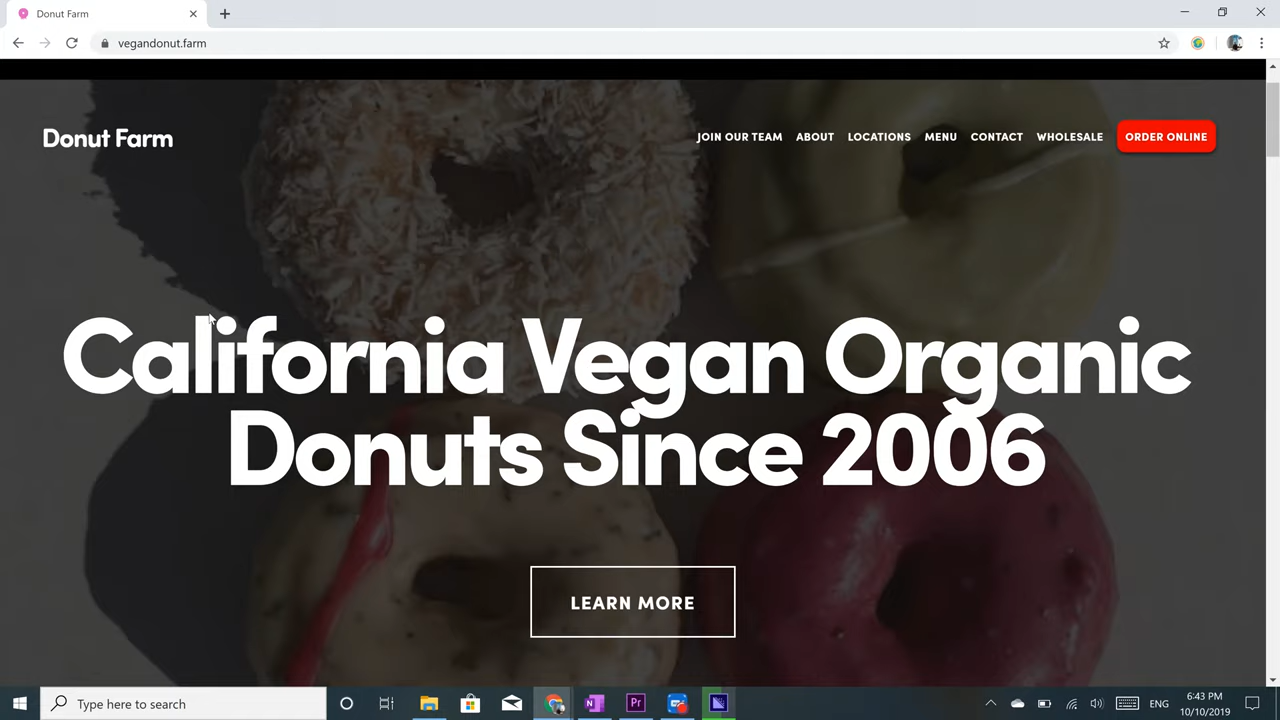 Donut Farm
vegandonut.farm
Donut Farm
JOIN OUR TEAM ABOUT LOCATIONS MENU CONTACT WHOLESALE ORDER ONLINE
California Vegan Organic
Donuts Since 2006
LEARN MORE
Type here to search
Pr
ENG
6:43 PM
10/10/2019